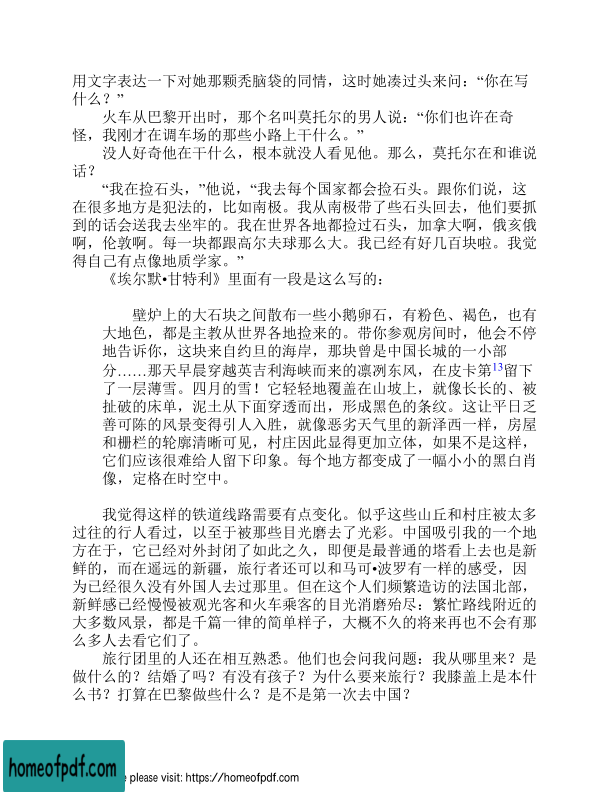 用文字表达一下对她那颗秃脑袋的同情，这时她凑过头来问：“你在写
什么？”
火车从巴黎开出时，那个名叫莫托尔的男人说：“你们也许在奇
怪，我刚才在调车场的那些小路上干什么。”
没人好奇他在干什么，根本就没人看见他。那么，莫托尔在和谁说
话？
“我在捡石头，”他说，“我去每个国家都会捡石头。跟你们说，这
在很多地方是犯法的，比如南极。我从南极带了些石头回去，他们要抓
到的话会送我去坐牢的。我在世界各地都捡过石头，加拿大啊，俄亥俄
啊，伦敦啊。每一块都跟高尔夫球那么大。我已经有好几百块啦。我觉
得自己有点像地质学家。”
《埃尔默•甘特利》里面有一段是这么写的：
壁炉上的大石块之间散布一些小鹅卵石，有粉色、褐色，也有
大地色，都是主教从世界各地捡来的。带你参观房间时，他会不停
地告诉你，这块来自约旦的海岸，那块曾是中国长城的一小部
分……那天早晨穿越英吉利海峡而来的凛冽东风，在皮卡第13留下
了一层薄雪。四月的雪！它轻轻地覆盖在山坡上，就像长长的、被
扯破的床单，泥土从下面穿透而出，形成黑色的条纹。这让平日乏
善可陈的风景变得引人入胜，就像恶劣天气里的新泽西一样，房屋
和栅栏的轮廓清晰可见，村庄因此显得更加立体，如果不是这样，
它们应该很难给人留下印象。每个地方都变成了一幅小小的黑白肖
像，定格在时空中。
我觉得这样的铁道线路需要有点变化。似乎这些山丘和村庄被太多
过往的行人看过，以至于被那些目光磨去了光彩。中国吸引我的一个地
方在于，它已经对外封闭了如此之久，即便是最普通的塔看上去也是新
鲜的，而在遥远的新疆，旅行者还可以和马可•波罗有一样的感受，因
为已经很久没有外国人去过那里。但在这个人们频繁造访的法国北部，
新鲜感已经慢慢被观光客和火车乘客的目光消磨殆尽：繁忙路线附近的
大多数风景，都是千篇一律的简单样子，大概不久的将来再也不会有那
么多人去看它们了。
旅行团里的人还在相互熟悉。他们也会问我问题：我从哪里来？是
做什么的？结婚了吗？有没有孩子？为什么要来旅行？我膝盖上是本什
么书？打算在巴黎做些什么？是不是第一次去中国？
homeofpdf.com
e please visit: https://homeofpdf.com